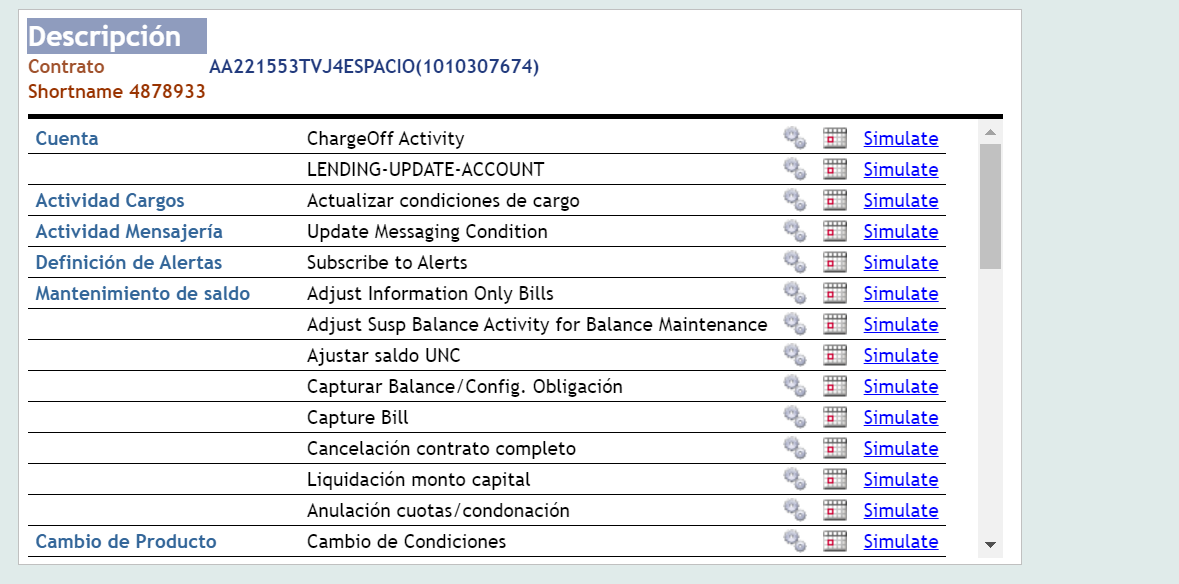 Descripción
Contrato AA221553TVJ4ESPACIO(1010307674)
Shortname 4878933
Cuenta ChargeOff Activity Simulate
LENDING-UPDATE-ACCOUNT Simulate
Actividad Cargos Actualizar condiciones de cargo Simulate
Actividad Mensajería Update Messaging Condition Simulate
Definición de Alertas Subscribe to Alerts Simulate
Mantenimiento de saldo Adjust Information Only Bills Simulate
Adjust Susp Balance Activity for Balance Maintenance Simulate
Ajustar saldo UNC Simulate
Capturar Balance/Config. Obligación Simulate
Capture Bill Simulate
Cancelación contrato completo Simulate
Liquidación monto capital Simulate
Anulación cuotas/condonación Simulate
Cambio de Producto Cambio de Condiciones Simulate